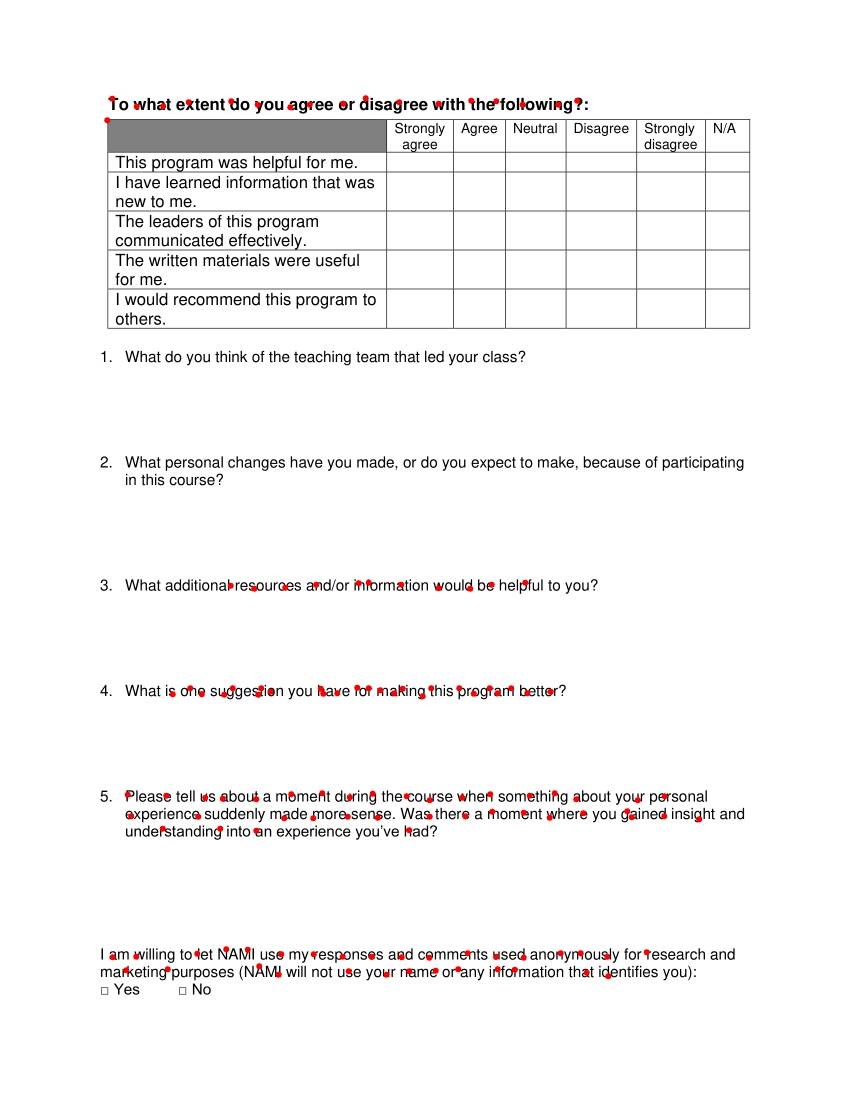 To what extent do you agree or disagree with the following?:
Strongly agree Agree Neutral Disagree Strongly disagree N/A
This program was helpful for me.
I have learned information that was
new to me.
The leaders of this program
communicated effectively.
The written materials were useful
for me.
I would recommend this program to
others.
1. What do you think of the teaching team that led your class?
2. What personal changes have you made, or do you expect to make, because of participating
in this course?
3. What additional resources and/or information would be helpful to you?
4. What is one suggestion you have for making this program better?
5. Please tell us about a moment during the course when something about your personal
experience suddenly made more sense. Was there a moment where you gained insight and
understanding into an experience you've had?
I am willing to let NAMI use my responses and comments used anonymously for research and
marketing purposes (NAMI will not use your name or any information that identifies you):
□ Yes □ No